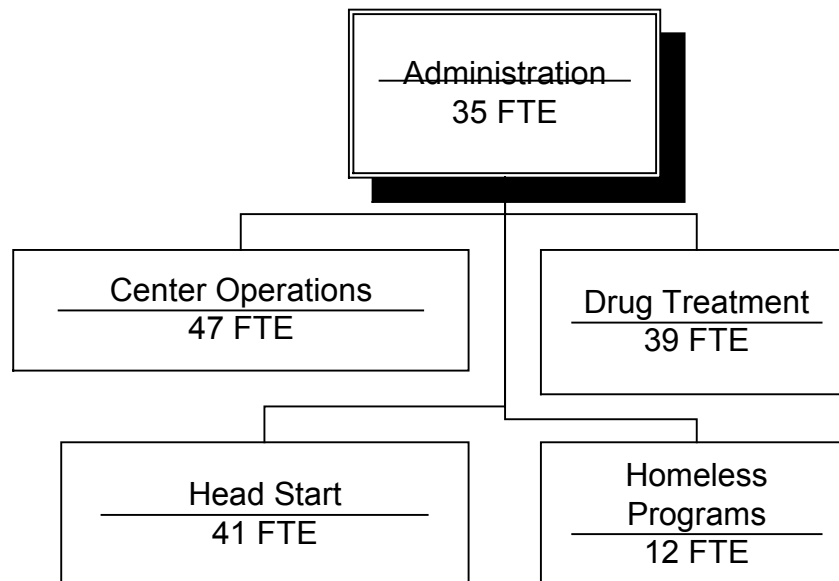 Administration
35 FTE
Center Operations
47 FTE
Drug Treatment
39 FTE
Head Start
41 FTE
Homeless
Programs
12 FTE